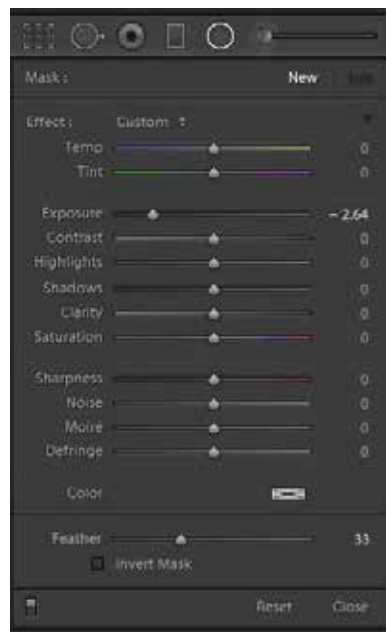 Mask : New Edit
Effect : Custom
Temp 0
Tint 0
Exposure – 2.64
Contrast 0
Highlights 0
Shadows 0
Clarity 0
Saturation 0
Sharpness 0
Noise 0
Moire 0
Defringe 0
Color
Feather 33
Invert Mask
Reset Close